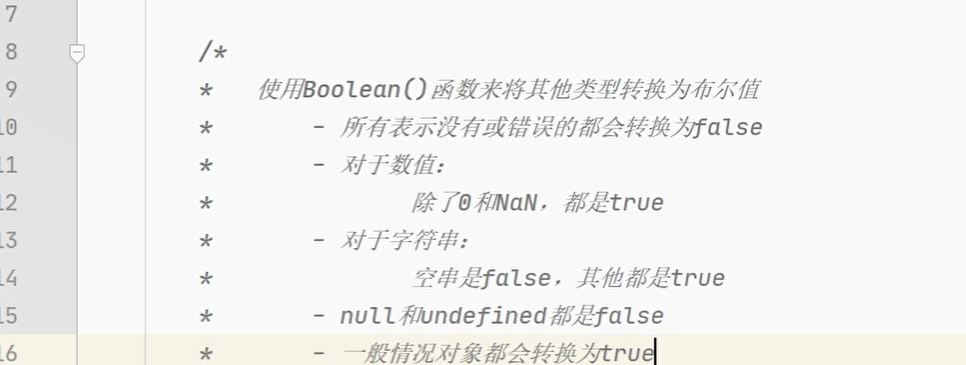 7
8 /*
9 * 使用Boolean()函数来将其他类型转换为布尔值
10 * - 所有表示没有或错误的都会转换为false
11 * - 对于数值：
12 * 除了0和NaN，都是true
13 * - 对于字符串：
14 * 空串是false，其他都是true
15 * - null和undefined都是false
16 * - 一般情况对象都会转换为true